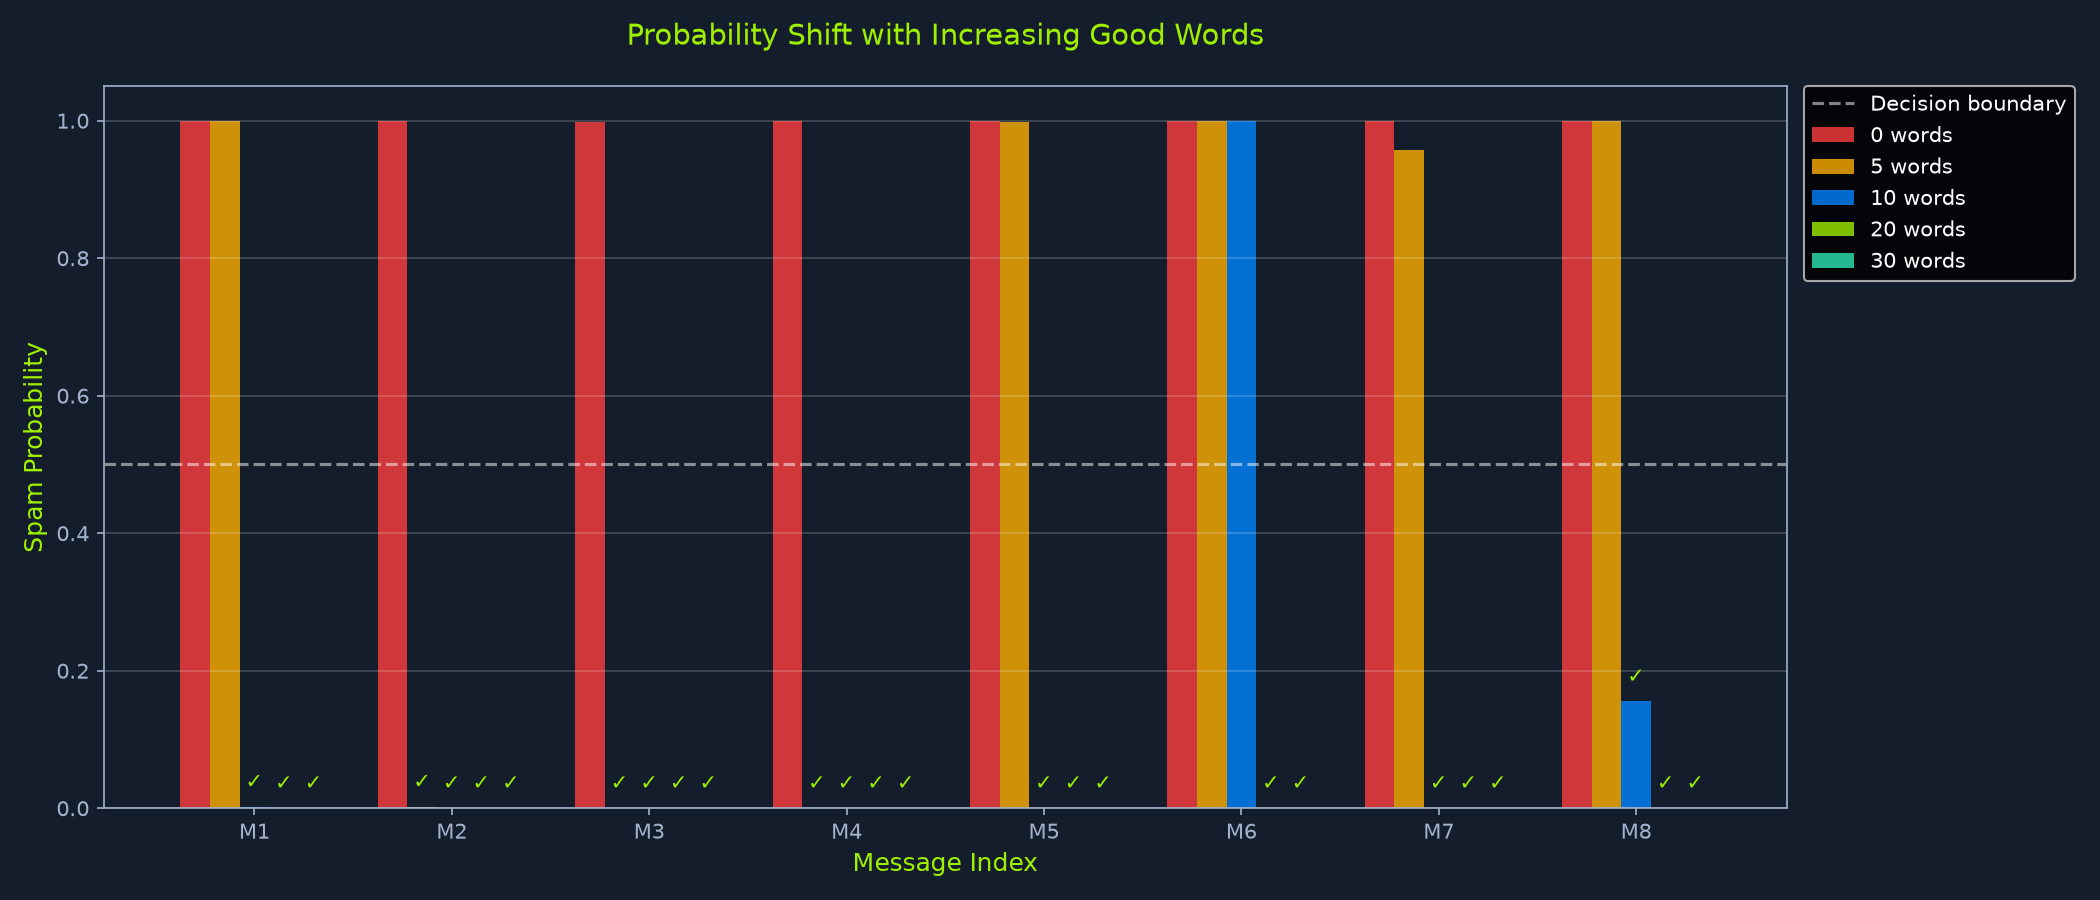 Probability Shift with Increasing Good Words
Decision boundary
0 words
5 words
10 words
20 words
30 words
Spam Probability
1.0
0.8
0.6
0.4
0.2
0.0
✓ ✓ ✓ ✓ ✓ ✓ ✓ ✓ ✓ ✓ ✓ ✓ ✓ ✓ ✓ ✓ ✓ ✓ ✓ ✓ ✓ ✓ ✓ ✓ ✓ ✓
M1 M2 M3 M4 M5 M6 M7 M8
Message Index